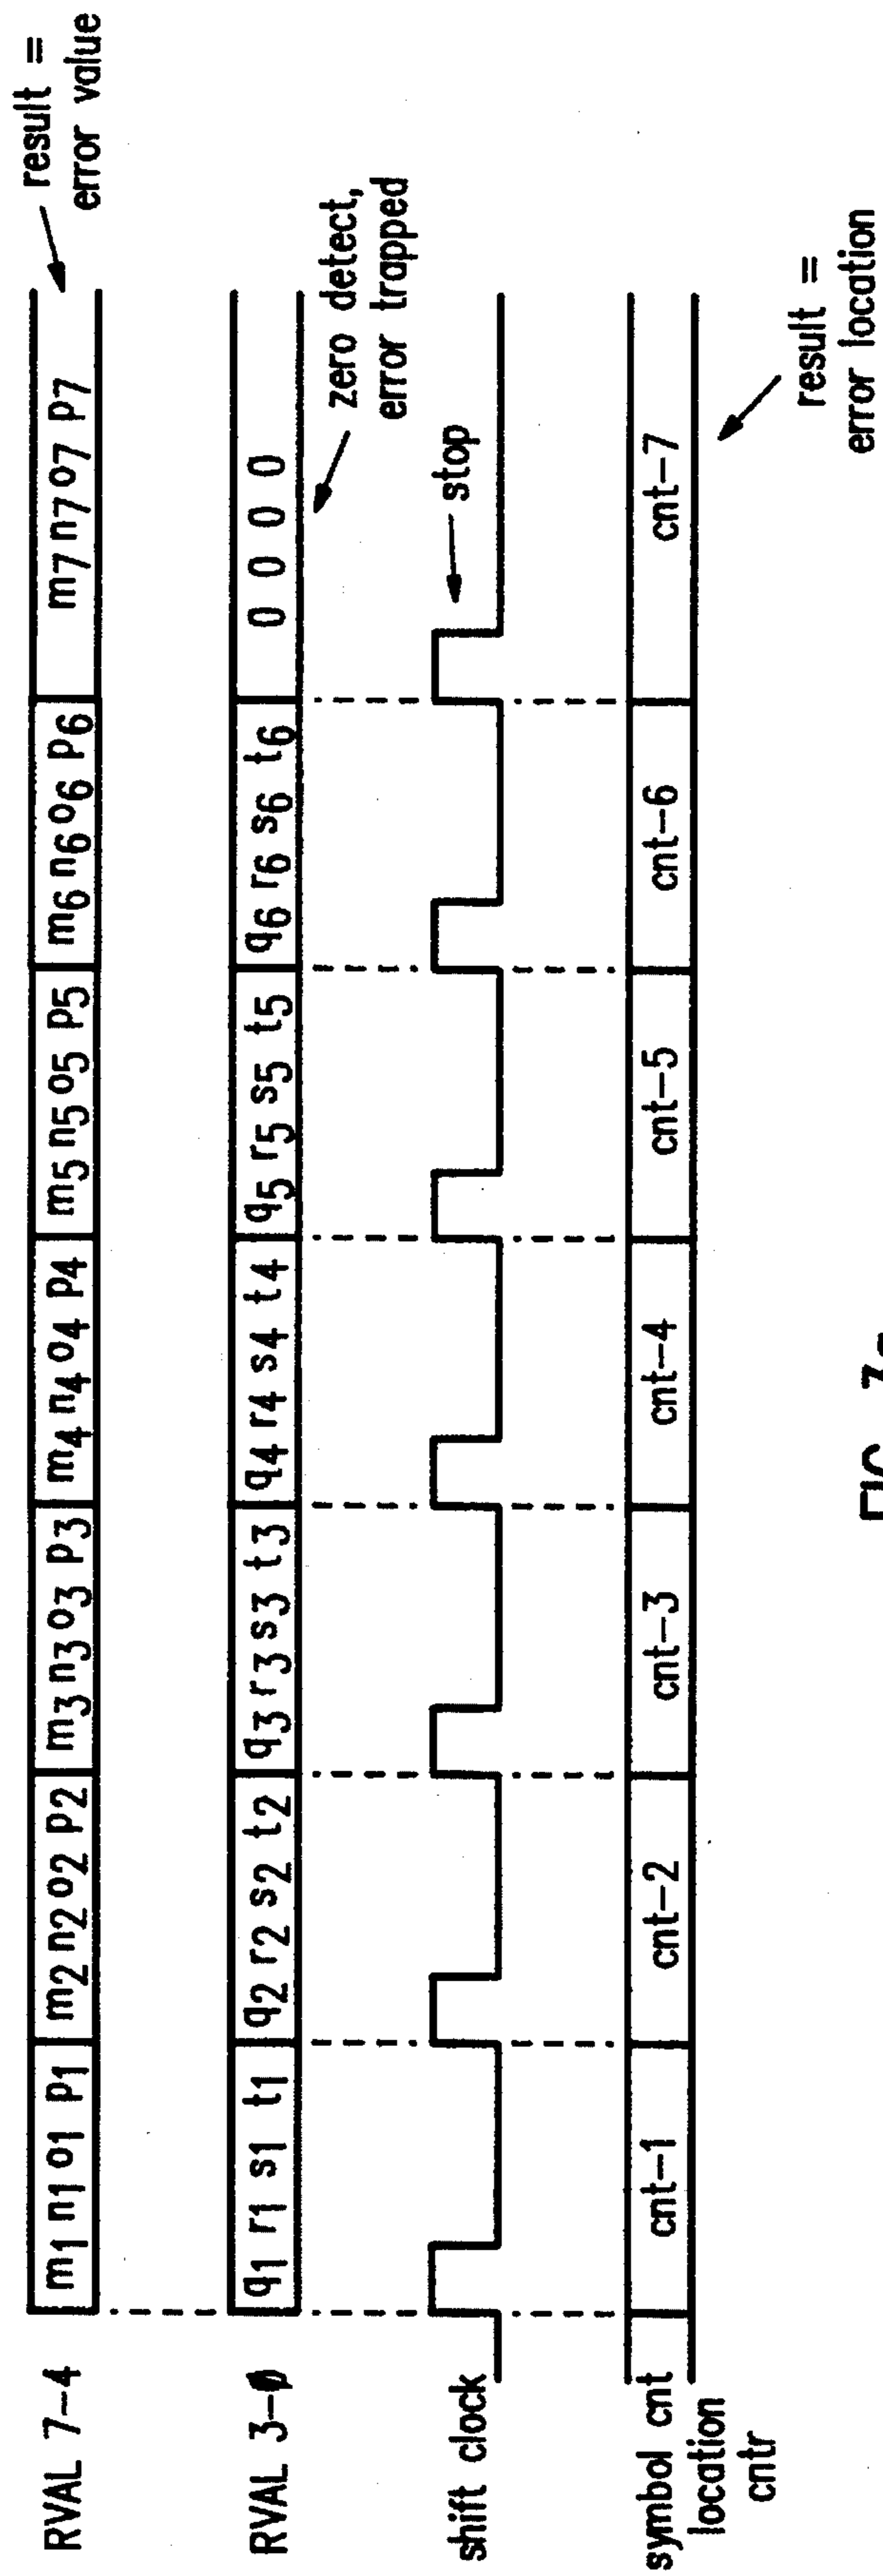 result =
error value
RVAL 7-4 m1 n1 o1 p1 m2 n2 o2 p2 m3 n3 o3 p3 m4 n4 o4 p4 m5 n5 o5 p5 m6 n6 o6 p6 m7 n7 o7 p7
RVAL 3-0 q1 r1 s1 t1 q2 r2 s2 t2 q3 r3 s3 t3 q4 r4 s4 t4 q5 r5 s5 t5 q6 r6 s6 t6 0 0 0 0
zero detect,
error trapped
stop
shift clock
symbol cnt cnt-1 cnt-2 cnt-3 cnt-4 cnt-5 cnt-6 cnt-7
location
cntr
result =
error location